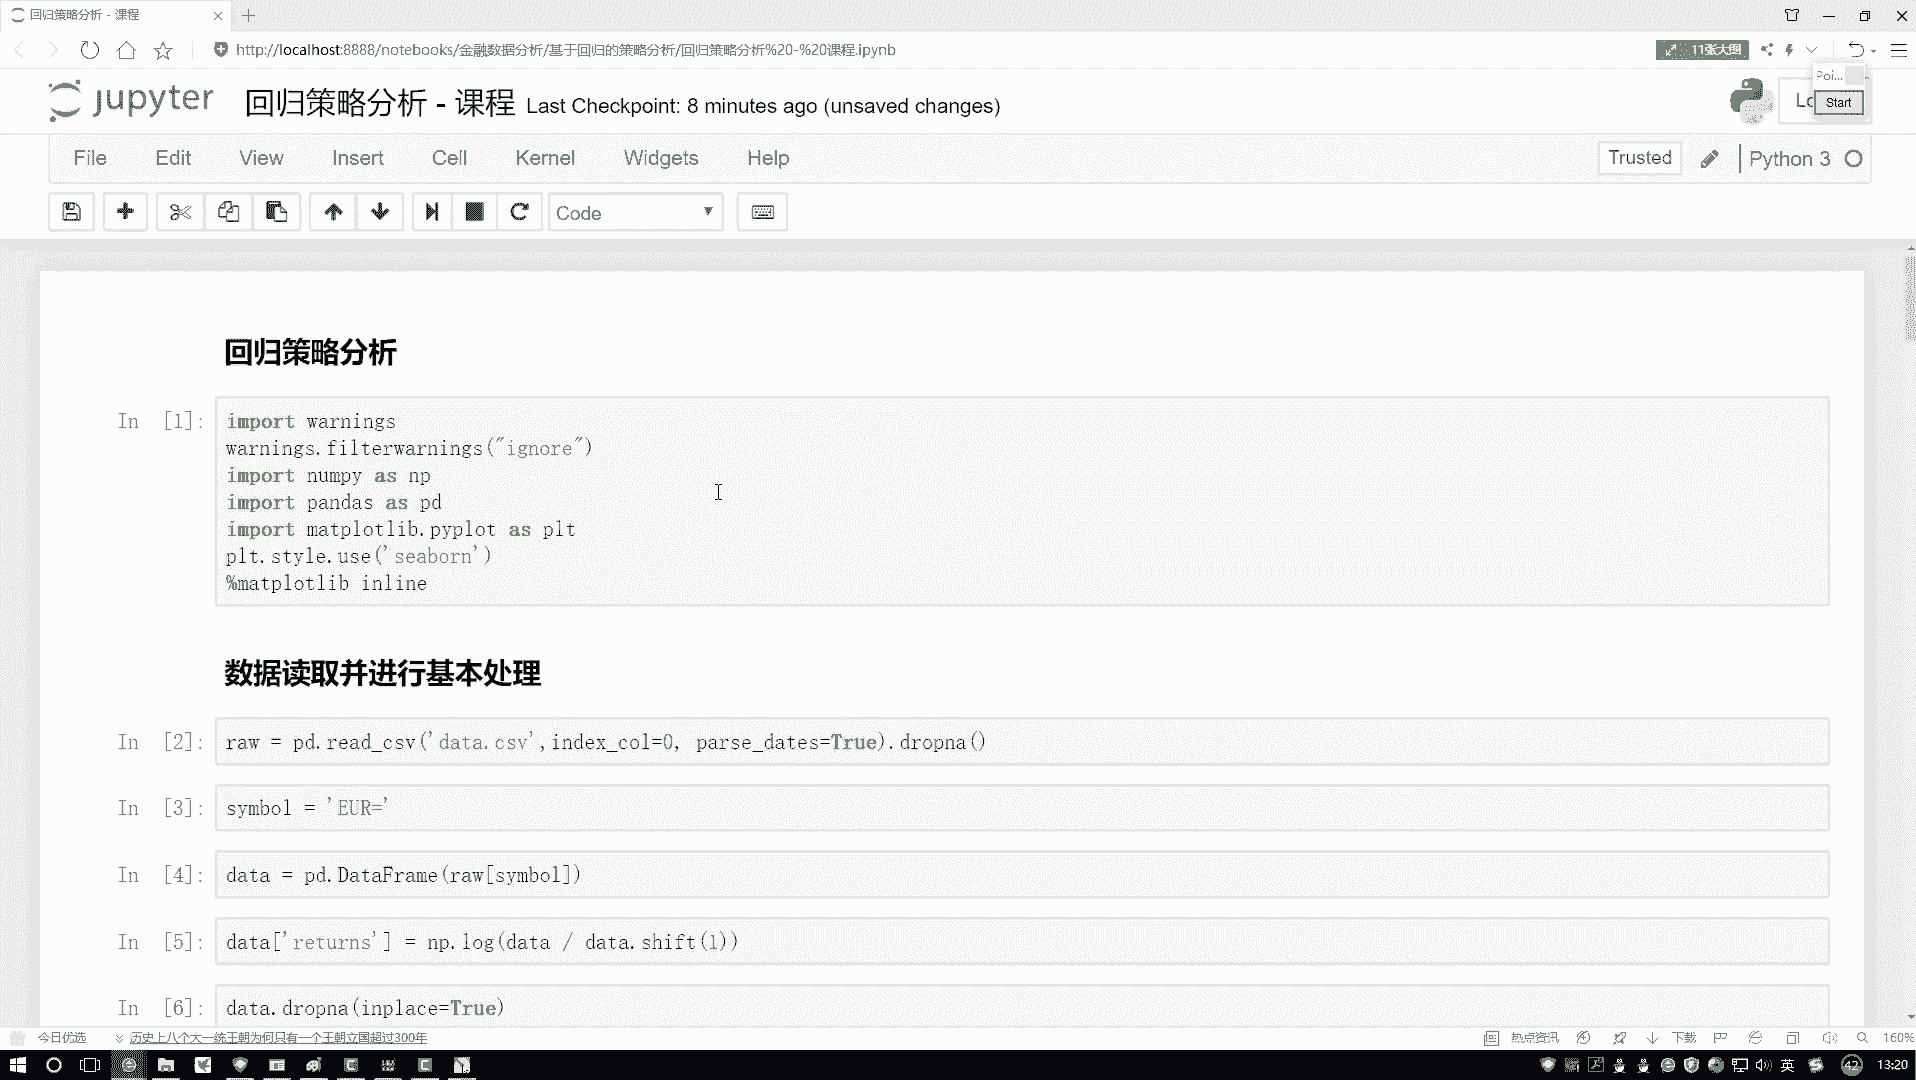 回归策略分析 - 课程
http://localhost:8888/notebooks/金融数据分析/基于回归的策略分析/回归策略分析%20-%20课程.ipynb
11张大图
Poi...
Start
jupyter
回归策略分析 - 课程 Last Checkpoint: 8 minutes ago (unsaved changes)
File Edit View Insert Cell Kernel Widgets Help
Trusted
Python 3
Code
回归策略分析
In [1]:
import warnings
warnings.filterwarnings("ignore")
import numpy as np
import pandas as pd
import matplotlib.pyplot as plt
plt.style.use('seaborn')
%matplotlib inline
数据读取并进行基本处理
In [2]: raw = pd.read_csv('data.csv',index_col=0, parse_dates=True).dropna()
In [3]: symbol = 'EUR='
In [4]: data = pd.DataFrame(raw[symbol])
In [5]: data['returns'] = np.log(data / data.shift(1))
In [6]: data.dropna(inplace=True)
今日优选
历史上八个大一统王朝为何只有一个王朝立国超过300年
热点资讯
下载
160%
英
42
13:20